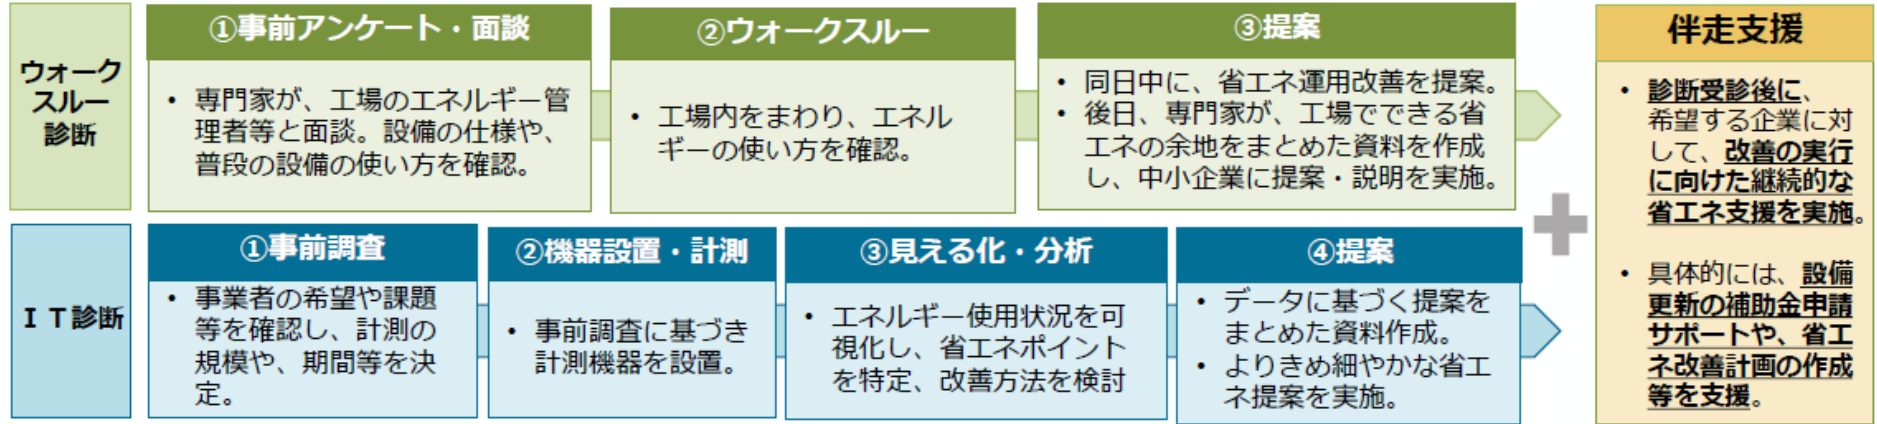 ウォーク
スルー
診断
①事前アンケート・面談
• 専門家が、工場のエネルギー管
理者等と面談。設備の仕様や、
普段の設備の使い方を確認。
②ウォークスルー
• 工場内をまわり、エネル
ギーの使い方を確認。
③提案
• 同日中に、省エネ運用改善を提案。
• 後日、専門家が、工場でできる省
エネの余地をまとめた資料を作成
し、中小企業に提案・説明を実施。
ＩＴ診断
①事前調査
• 事業者の希望や課題
等を確認し、計測の
規模や、期間等を決
定。
②機器設置・計測
• 事前調査に基づき
計測機器を設置。
③見える化・分析
• エネルギー使用状況を可
視化し、省エネポイント
を特定、改善方法を検討
④提案
• データに基づく提案を
まとめた資料作成。
• よりきめ細やかな省エ
ネ提案を実施。
伴走支援
• 診断受診後に、
希望する企業に対
して、改善の実行
に向けた継続的な
省エネ支援を実施。
• 具体的には、設備
更新の補助金申請
サポートや、省エ
ネ改善計画の作成
等を支援。